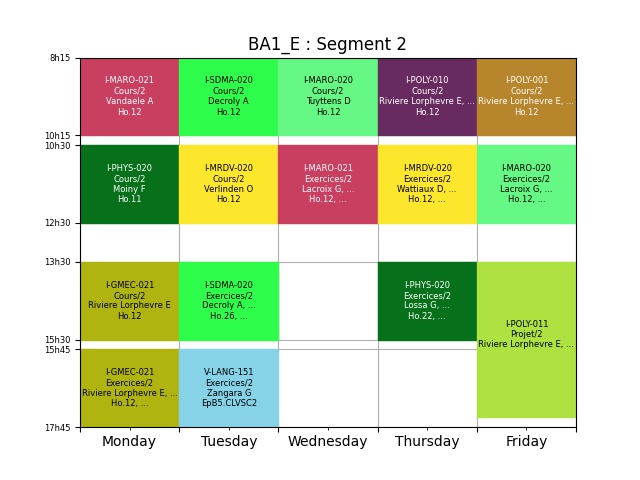 BA1_E : Segment 2
8h15
I-MARO-021
Cours/2
Vandaele A
Ho.12
I-SDMA-020
Cours/2
Decroly A
Ho.12
I-MARO-020
Cours/2
Tuyttens D
Ho.12
I-POLY-010
Cours/2
Riviere Lorphevre E, ...
Ho.12
I-POLY-001
Cours/2
Riviere Lorphevre E, ...
Ho.12
10h15
10h30
I-PHYS-020
Cours/2
Moiny F
Ho.11
I-MRDV-020
Cours/2
Verlinden O
Ho.12
I-MARO-021
Exercices/2
Lacroix G, ...
Ho.12, ...
I-MRDV-020
Exercices/2
Wattiaux D, ...
Ho.12, ...
I-MARO-020
Exercices/2
Lacroix G, ...
Ho.12, ...
12h30
13h30
I-GMEC-021
Cours/2
Riviere Lorphevre E
Ho.12
I-SDMA-020
Exercices/2
Decroly A, ...
Ho.26, ...
I-PHYS-020
Exercices/2
Lossa G, ...
Ho.22, ...
I-POLY-011
Projet/2
Riviere Lorphevre E, ...
15h30
15h45
I-GMEC-021
Exercices/2
Riviere Lorphevre E, ...
Ho.12, ...
V-LANG-151
Exercices/2
Zangara G
EpB5.CLVSC2
17h45
Monday
Tuesday
Wednesday
Thursday
Friday